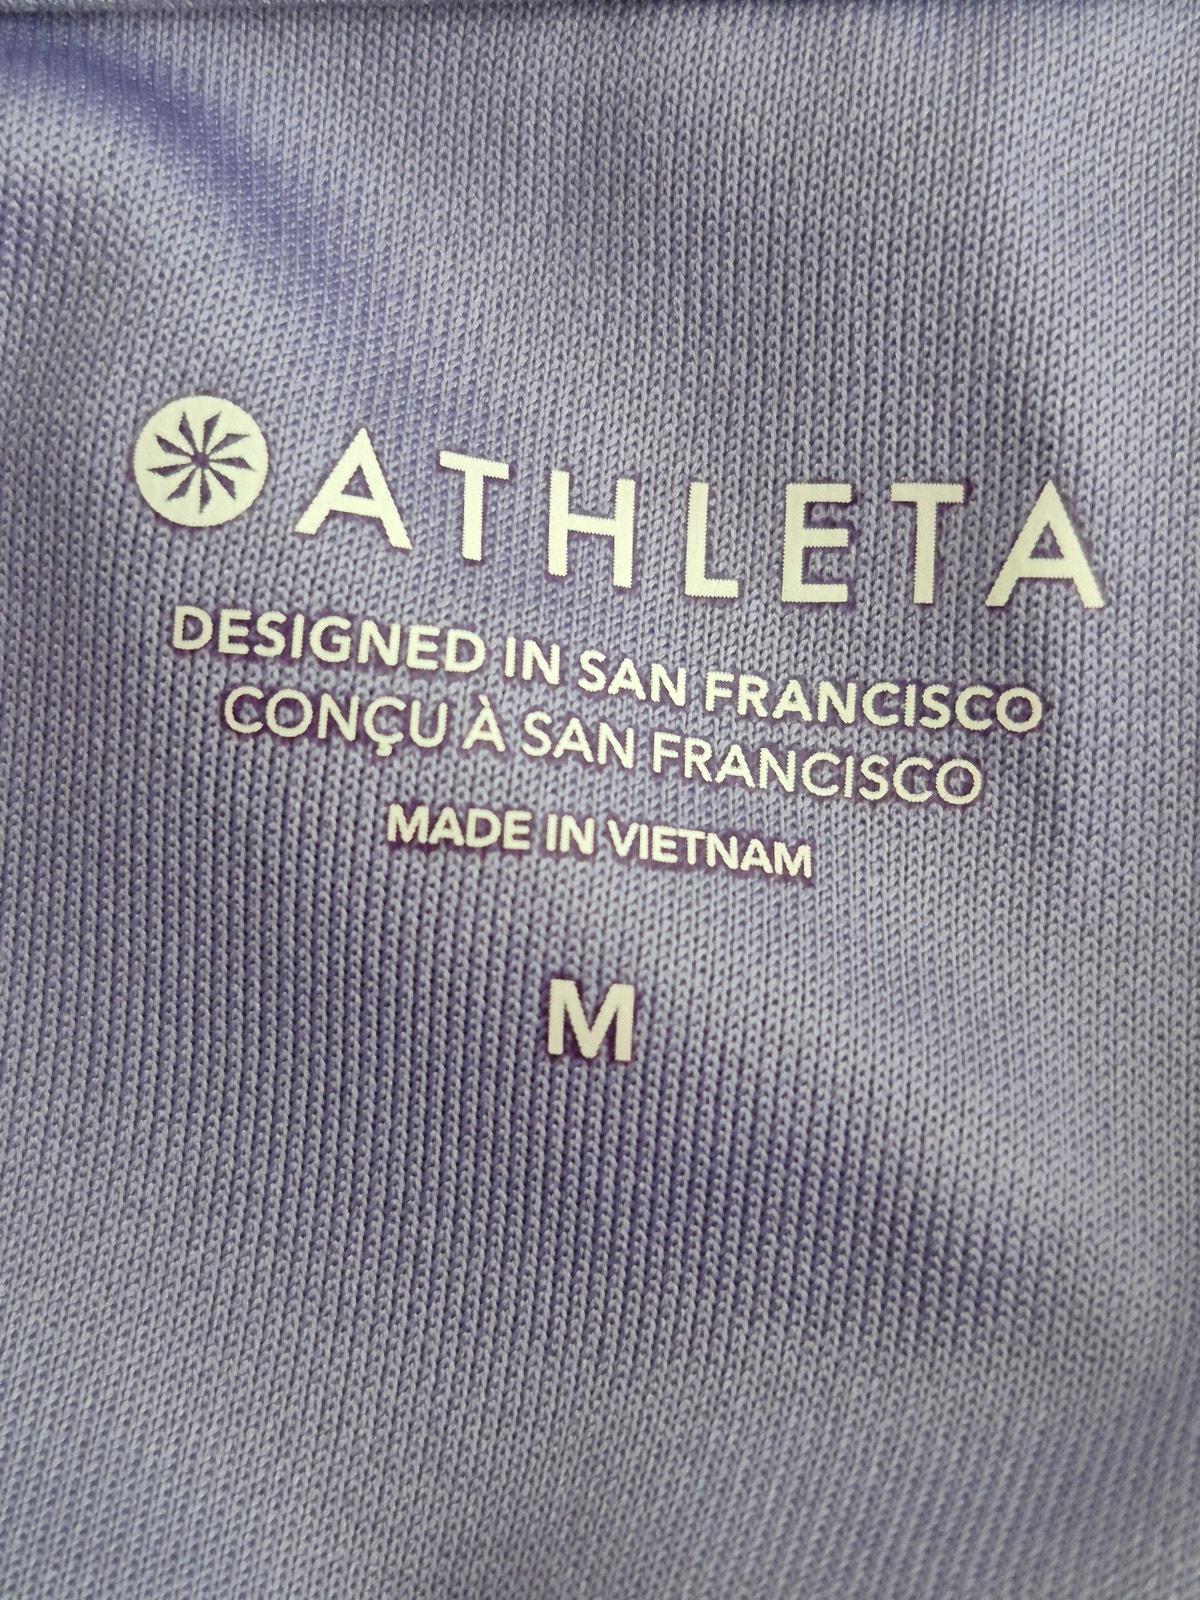 ATHLETA
DESIGNED IN SAN FRANCISCO
CONÇU À SAN FRANCISCO
MADE IN VIETNAM
M